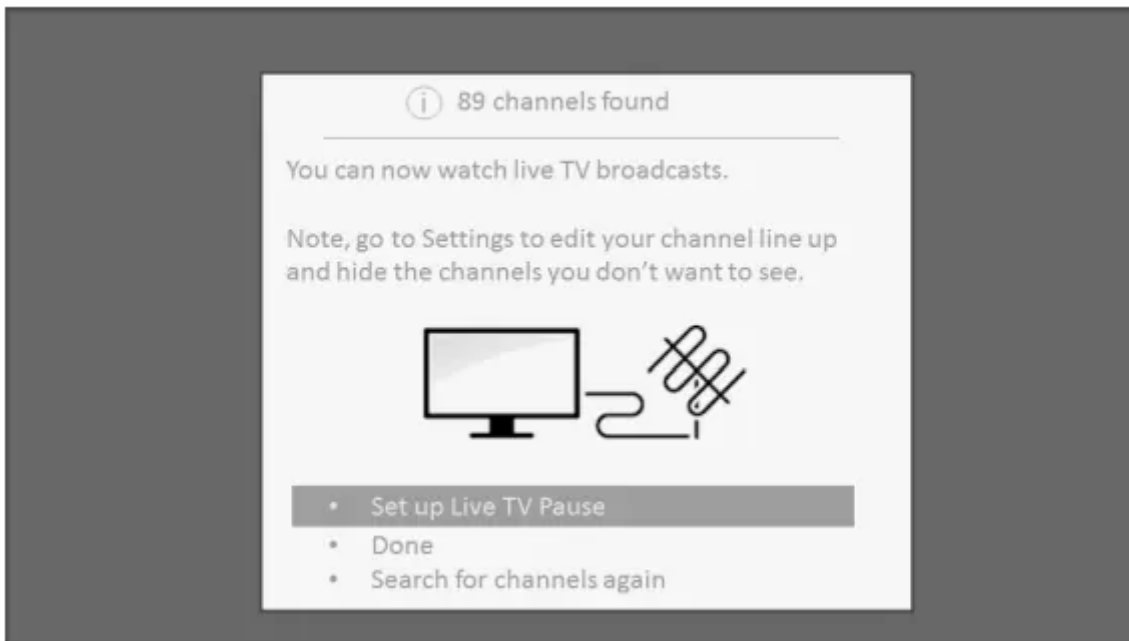 i 89 channels found
You can now watch live TV broadcasts.
Note, go to Settings to edit your channel line up
and hide the channels you don’t want to see.
• Set up Live TV Pause
• Done
• Search for channels again